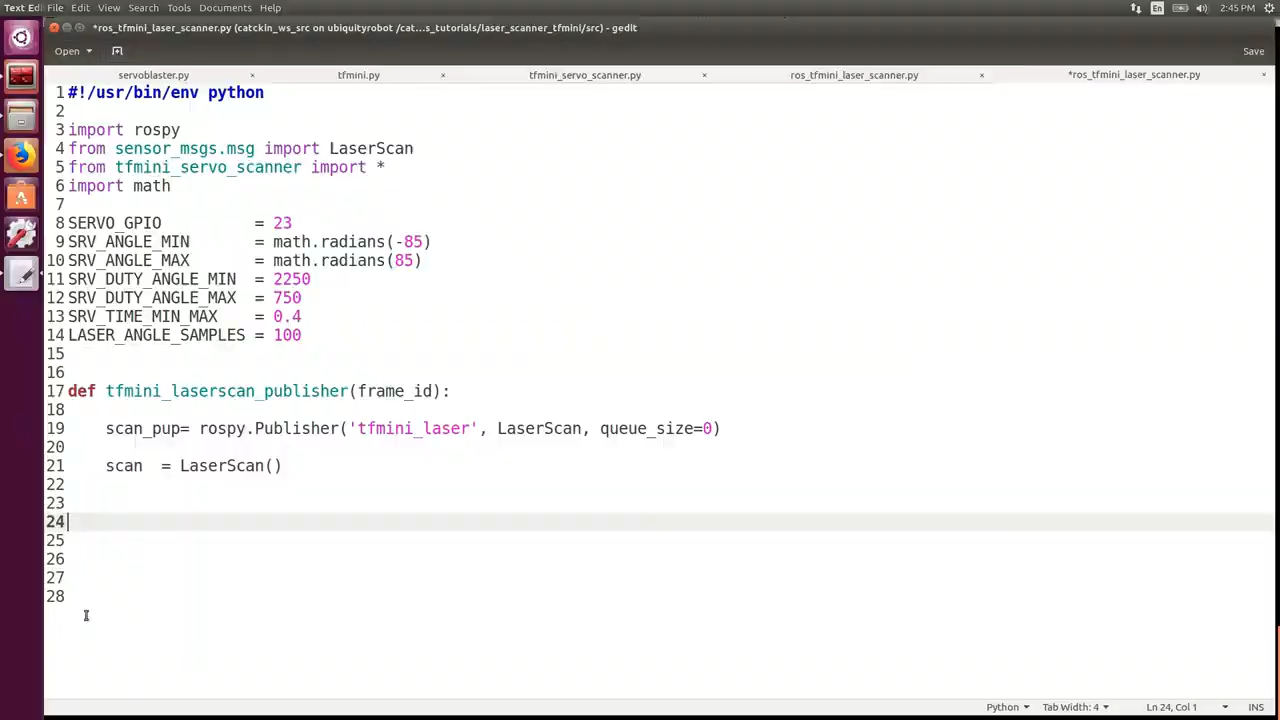 Text Edi File Edit View Search Tools Documents Help
En
2:45 PM
*ros_tfmini_laser_scanner.py (catckin_ws_src on ubiquityrobot /cat…s_tutorials/laser_scanner_tfmini/src) - gedit
Open
Save
servoblaster.py × tfmini.py × tfmini_servo_scanner.py × ros_tfmini_laser_scanner.py × *ros_tfmini_laser_scanner.py ×
1 #!/usr/bin/env python
2
3 import rospy
4 from sensor_msgs.msg import LaserScan
5 from tfmini_servo_scanner import *
6 import math
7
8 SERVO_GPIO = 23
9 SRV_ANGLE_MIN = math.radians(-85)
10 SRV_ANGLE_MAX = math.radians(85)
11 SRV_DUTY_ANGLE_MIN = 2250
12 SRV_DUTY_ANGLE_MAX = 750
13 SRV_TIME_MIN_MAX = 0.4
14 LASER_ANGLE_SAMPLES = 100
15
16
17 def tfmini_laserscan_publisher(frame_id):
18
19 scan_pup= rospy.Publisher('tfmini_laser', LaserScan, queue_size=0)
20
21 scan = LaserScan()
22
23
24
25
26
27
28
Python Tab Width: 4 Ln 24, Col 1 INS